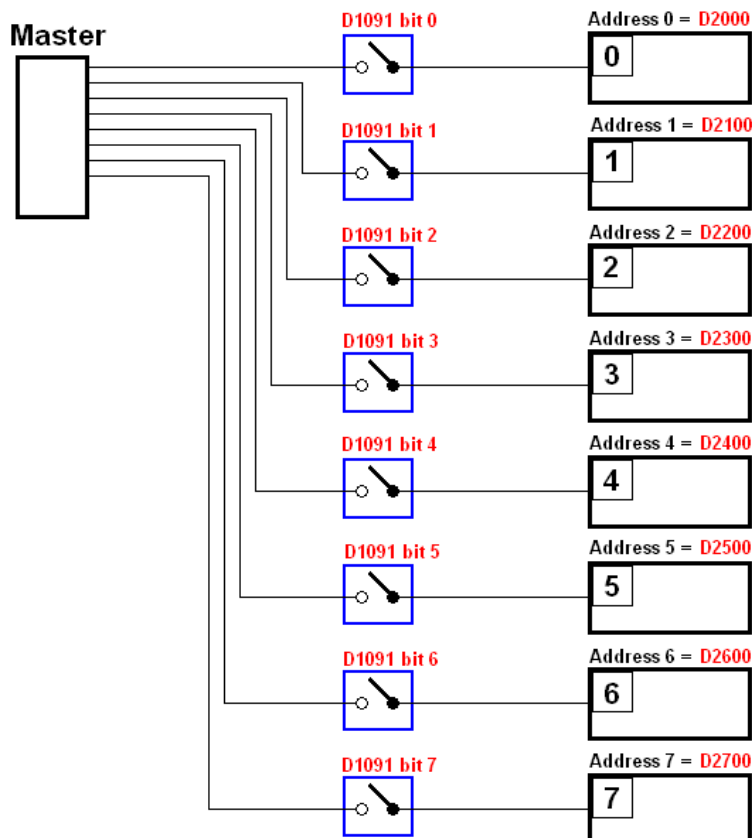 Master
D1091 bit 0
Address 0 = D2000
0
D1091 bit 1
Address 1 = D2100
1
D1091 bit 2
Address 2 = D2200
2
D1091 bit 3
Address 3 = D2300
3
D1091 bit 4
Address 4 = D2400
4
D1091 bit 5
Address 5 = D2500
5
D1091 bit 6
Address 6 = D2600
6
D1091 bit 7
Address 7 = D2700
7